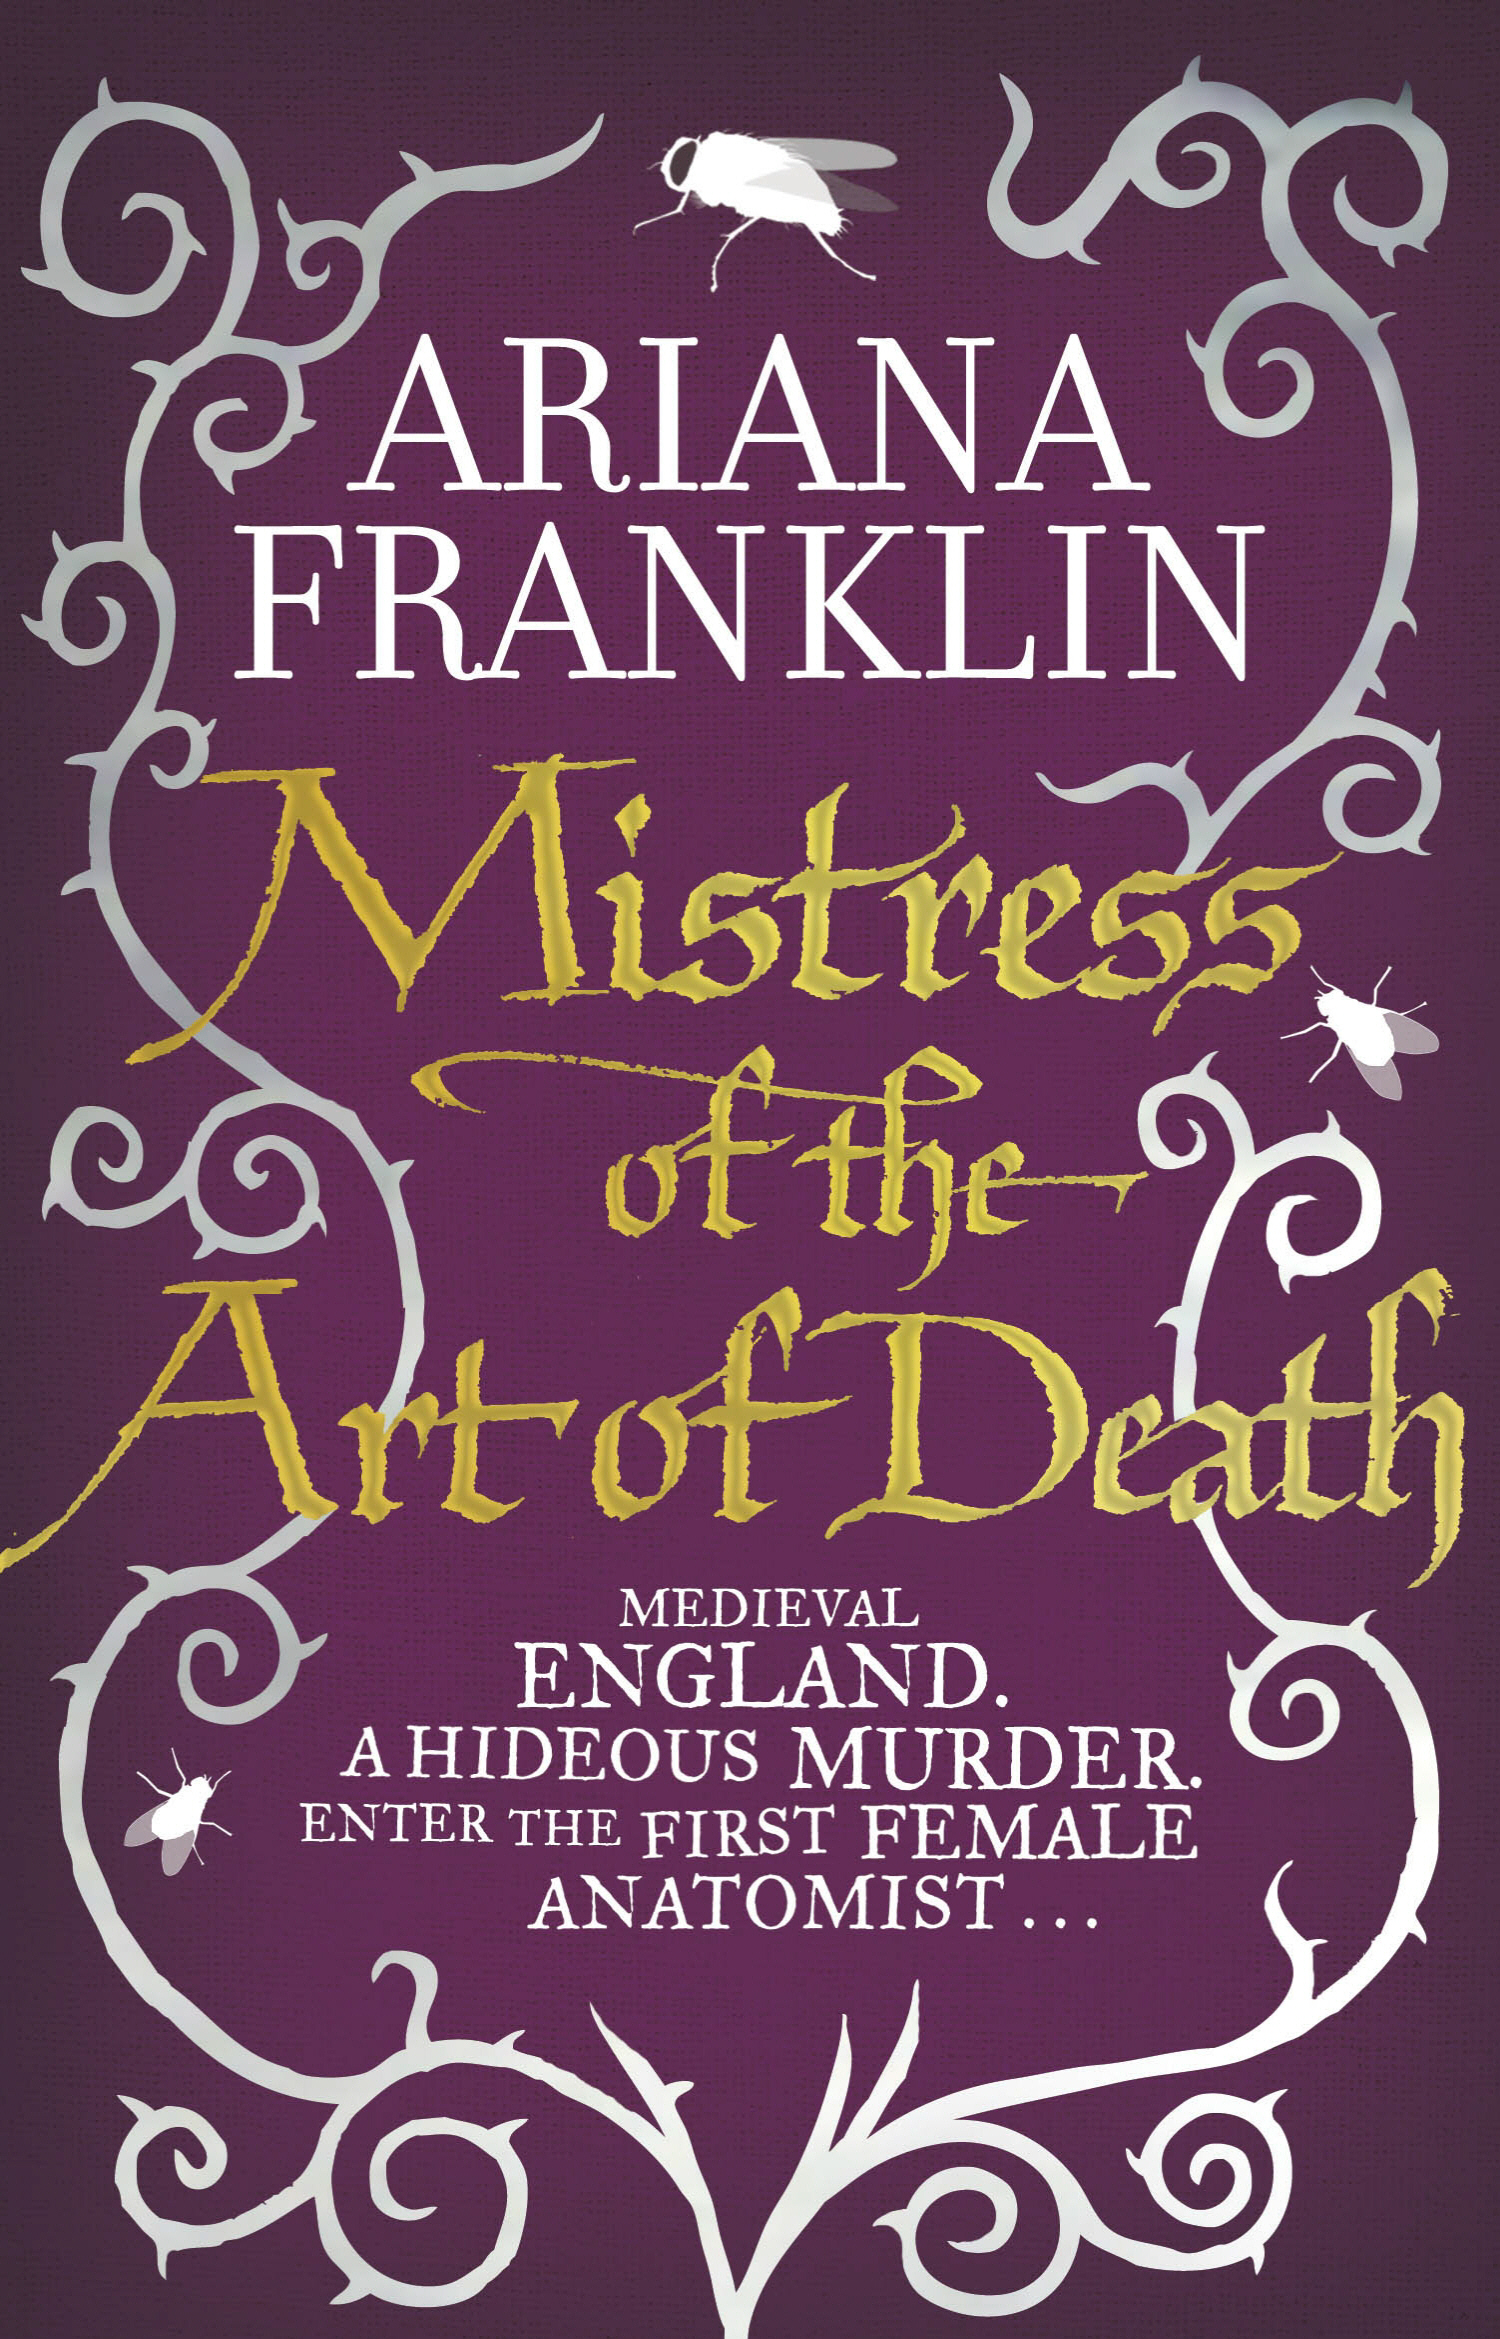 ARIANA
FRANKLIN
Mistress
of the
Art of Death
MEDIEVAL
ENGLAND.
A HIDEOUS MURDER.
ENTER THE FIRST FEMALE
ANATOMIST...